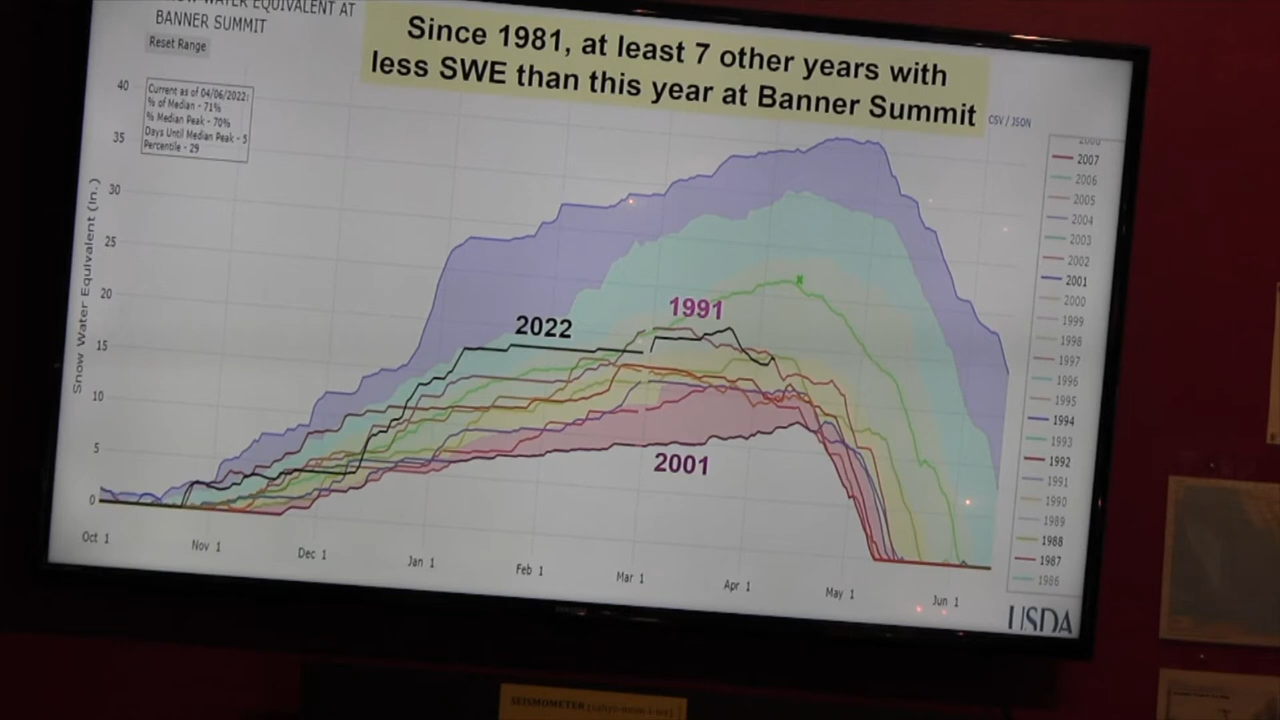 WATER EQUIVALENT AT
BANNER SUMMIT
Reset Range
Since 1981, at least 7 other years with
less SWE than this year at Banner Summit
CSV / JSON
Current as of 04/06/2022:
% of Median - 71%
% Median Peak - 70%
Days Until Median Peak - 5
Percentile - 29
Snow Water Equivalent (in.)
40
35
30
25
20
15
10
5
0
Oct 1
Nov 1
Dec 1
Jan 1
Feb 1
Mar 1
Apr 1
May 1
Jun 1
2022
1991
2001
2007
2006
2005
2004
2003
2002
2001
2000
1999
1998
1997
1996
1995
1994
1993
1992
1991
1990
1989
1988
1987
1986
USDA
SEISMOMETER